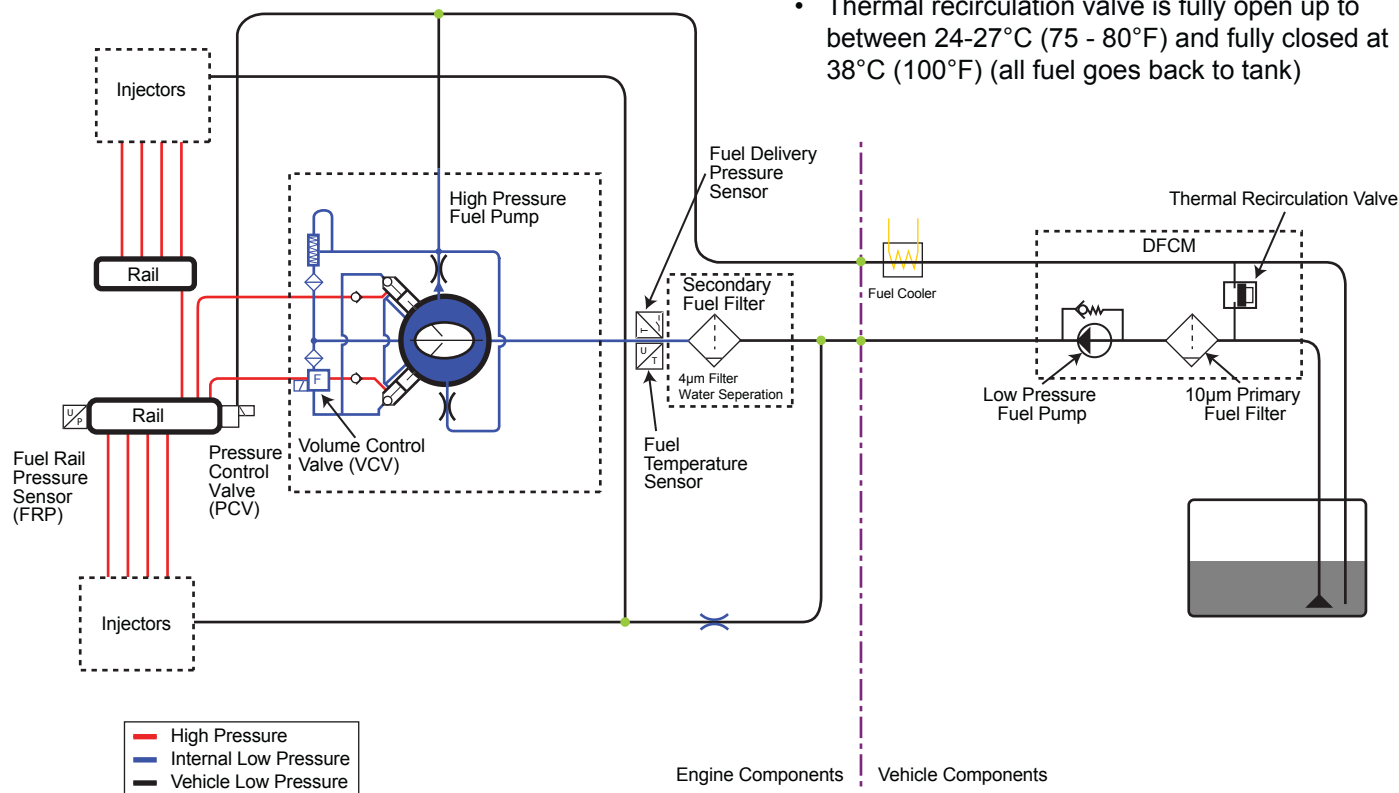 • Thermal recirculation valve is fully open up to
between 24-27°C (75 - 80°F) and fully closed at
38°C (100°F) (all fuel goes back to tank)
Injectors
Fuel Delivery
Pressure
Sensor
High Pressure
Fuel Pump
Thermal Recirculation Valve
DFCM
Rail
Secondary
Fuel Filter
Fuel Cooler
T
U
T
4µm Filter
Water Seperation
Low Pressure
Fuel Pump
10µm Primary
Fuel Filter
F
U
P
Rail
Fuel Rail
Pressure
Sensor
(FRP)
Pressure
Control
Valve
(PCV)
Volume Control
Valve (VCV)
Fuel
Temperature
Sensor
Injectors
High Pressure
Internal Low Pressure
Vehicle Low Pressure
Engine Components
Vehicle Components